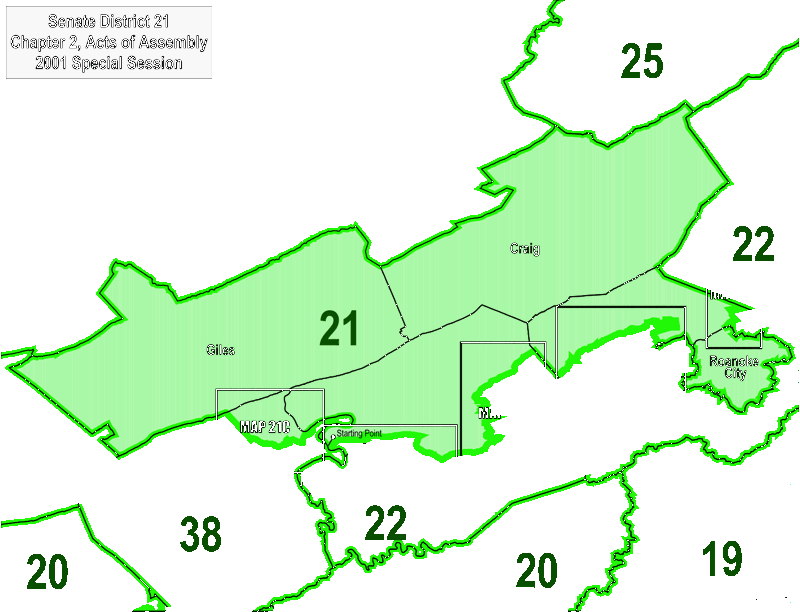 Senate District 21
Chapter 2, Acts of Assembly
2001 Special Session
25
22
Craig
21
Giles
Roanoke
City
MAP 21B
M...
Starting Point
22
38
20
20
19